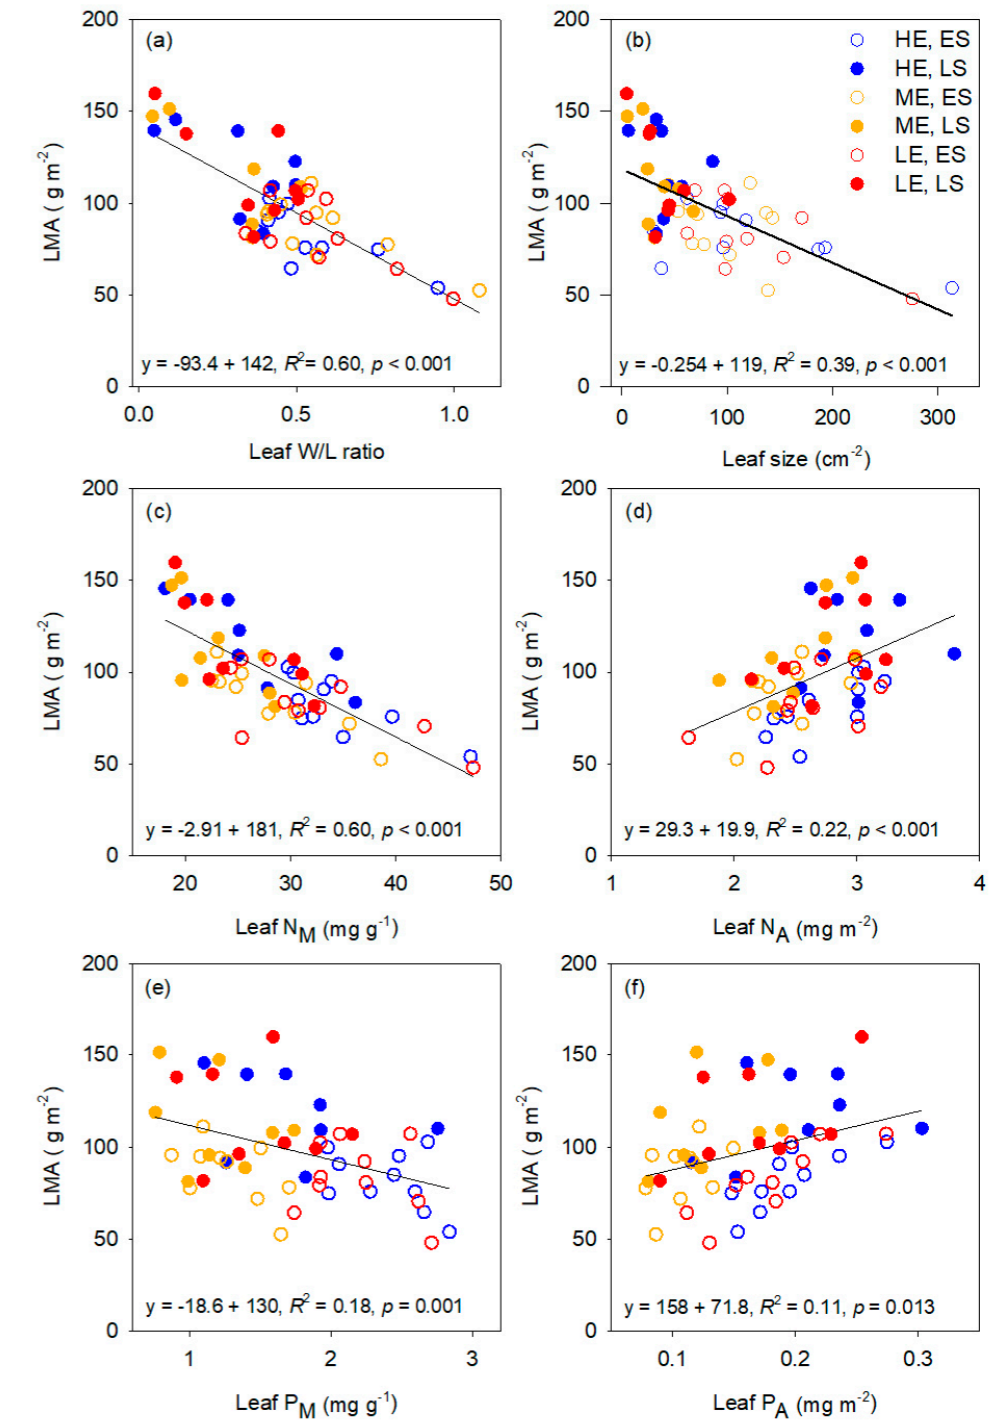 (a)
LMA ( g m-2)
200
150
100
50
0
y = -93.4 + 142, R2= 0.60, p < 0.001
0.0 0.5 1.0
Leaf W/L ratio
(b)
HE, ES
HE, LS
ME, ES
ME, LS
LE, ES
LE, LS
LMA ( g m-2)
200
150
100
50
0
y = -0.254 + 119, R2 = 0.39, p < 0.001
0 100 200 300
Leaf size (cm-2)
(c)
LMA ( g m-2)
200
150
100
50
0
y = -2.91 + 181, R2 = 0.60, p < 0.001
20 30 40 50
Leaf NM (mg g-1)
(d)
LMA ( g m-2)
200
150
100
50
0
y = 29.3 + 19.9, R2 = 0.22, p < 0.001
1 2 3 4
Leaf NA (mg m-2)
(e)
LMA ( g m-2)
200
150
100
50
0
y = -18.6 + 130, R2 = 0.18, p = 0.001
1 2 3
Leaf PM (mg g-1)
(f)
LMA ( g m-2)
200
150
100
50
0
y = 158 + 71.8, R2 = 0.11, p = 0.013
0.1 0.2 0.3
Leaf PA (mg m-2)